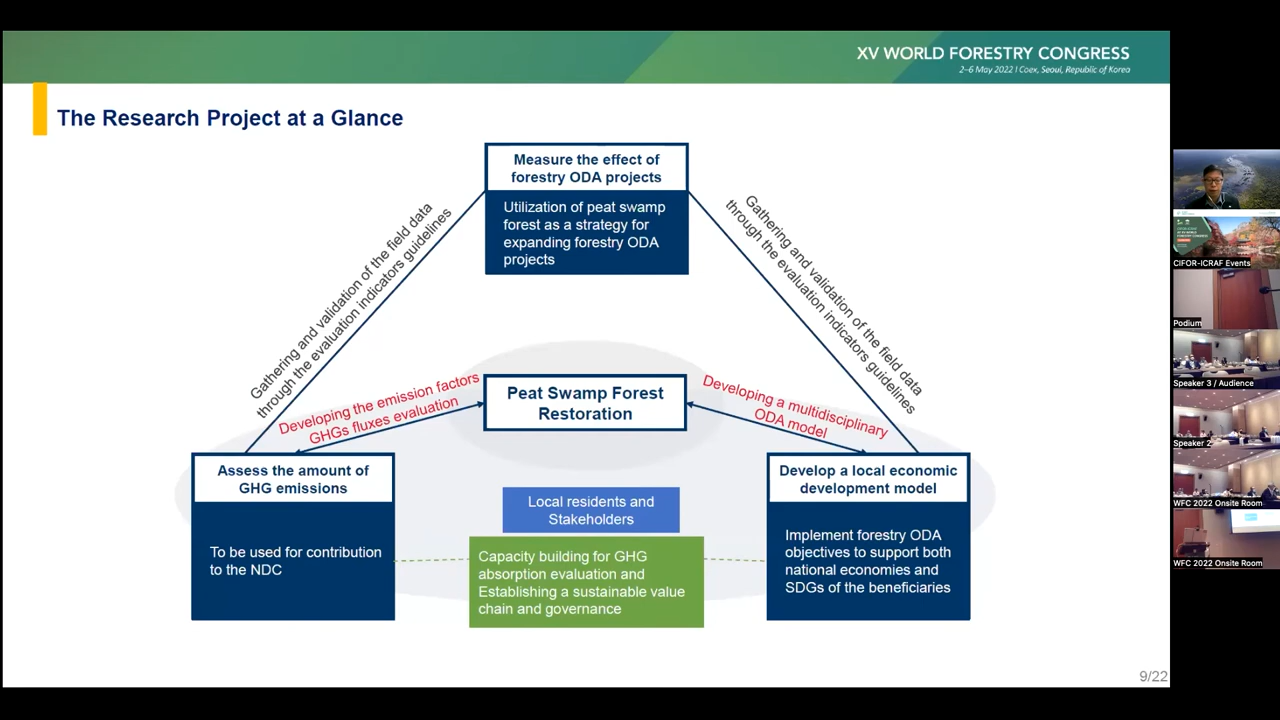 XV WORLD FORESTRY CONGRESS
2-6 May 2022 I Coex, Seoul, Republic of Korea
The Research Project at a Glance
Measure the effect of
forestry ODA projects
Utilization of peat swamp
forest as a strategy for
expanding forestry ODA
projects
Gathering and validation of the field data
through the evaluation indicators guidelines
Gathering and validation of the field data
through the evaluation indicators guidelines
Developing the emission factors
GHGs fluxes evaluation
Peat Swamp Forest
Restoration
Developing a multidisciplinary
ODA model
Assess the amount of
GHG emissions
To be used for contribution
to the NDC
Local residents and
Stakeholders
Capacity building for GHG
absorption evaluation and
Establishing a sustainable value
chain and governance
Develop a local economic
development model
Implement forestry ODA
objectives to support both
national economies and
SDGs of the beneficiaries
9/22
CIFOR-ICRAF Events
Podium
Speaker 3 / Audience
Speaker 2
WFC 2022 Onsite Room
WFC 2022 Onsite Room